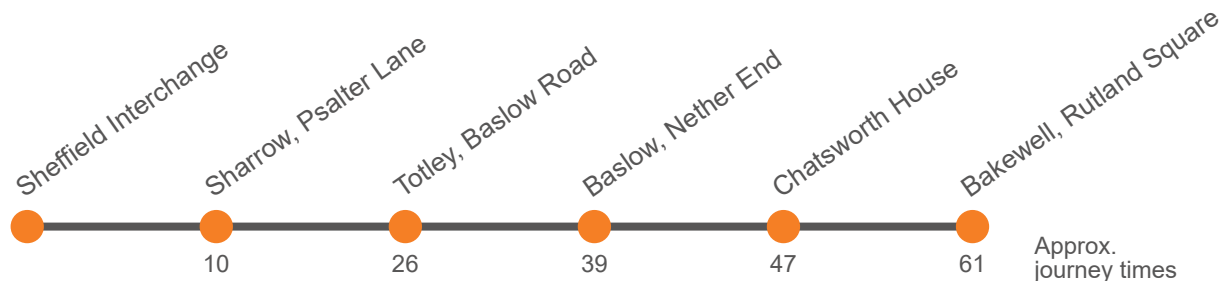 Sheffield Interchange
Sharrow, Psalter Lane
Totley, Baslow Road
Baslow, Nether End
Chatsworth House
Bakewell, Rutland Square
10
26
39
47
61
Approx.
journey times